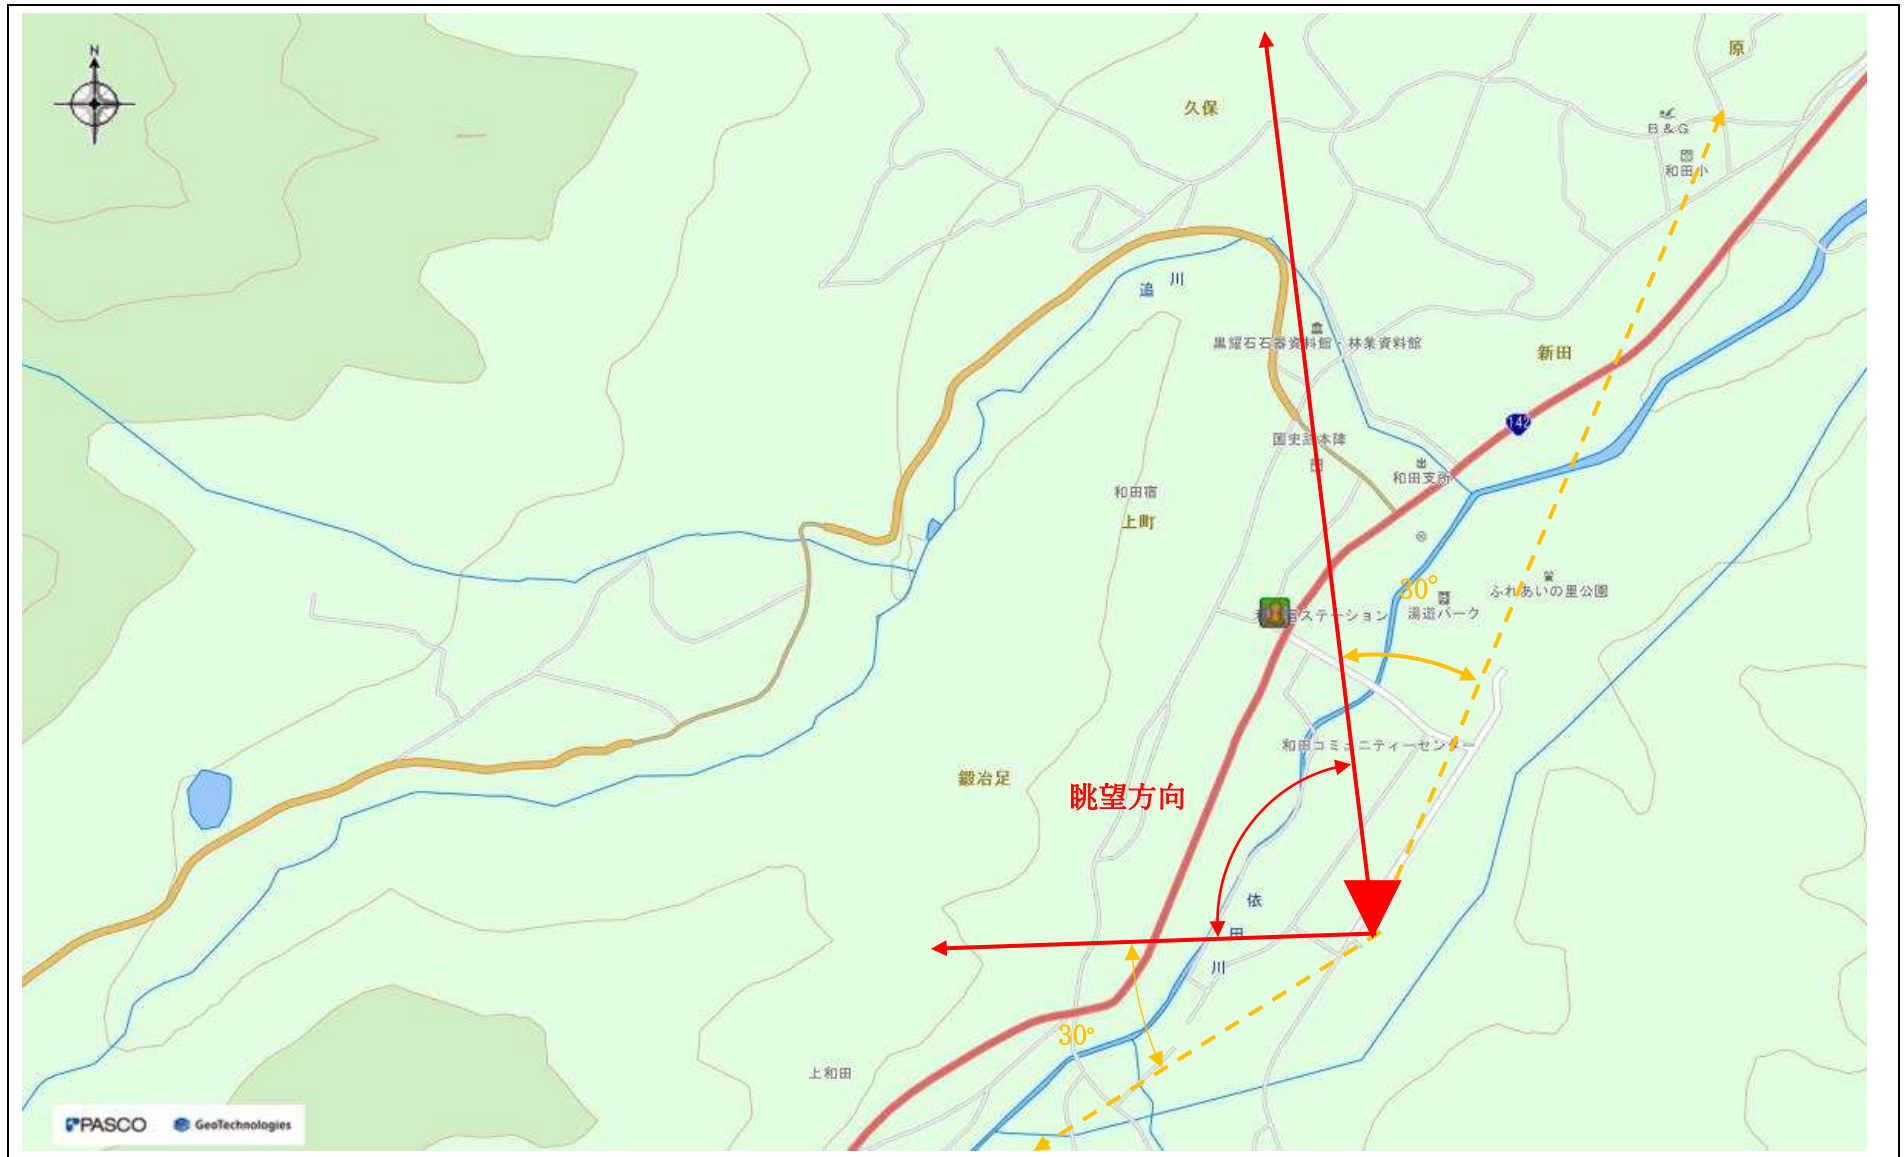 N
原
久保
B&G
和田小
追川
黒耀石石器資料館・林業資料館
新田
142
国史跡本陣
和田支所
和田宿
上町
30°
ふれあいの里公園
湯遊パーク
ステーション
和田コミュニティーセンター
鍛冶足
眺望方向
依田川
30°
上和田
PASCO
GeoTechnologies